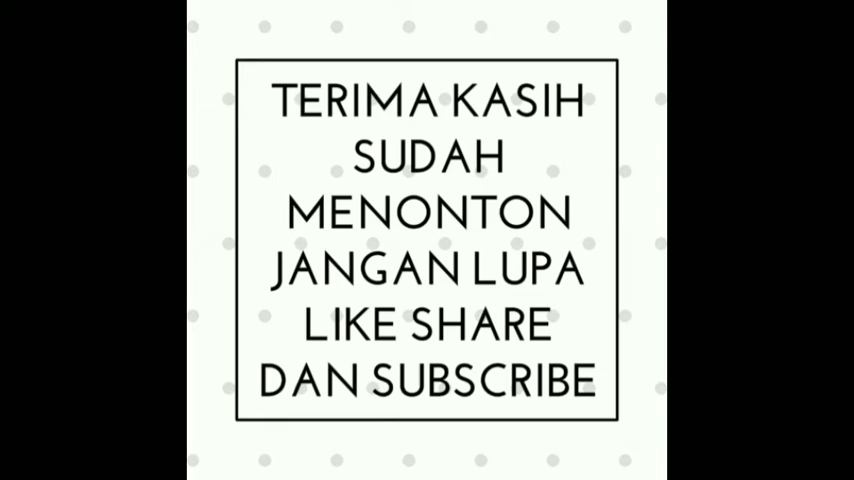 TERIMA KASIH
SUDAH
MENONTON
JANGAN LUPA
LIKE SHARE
DAN SUBSCRIBE